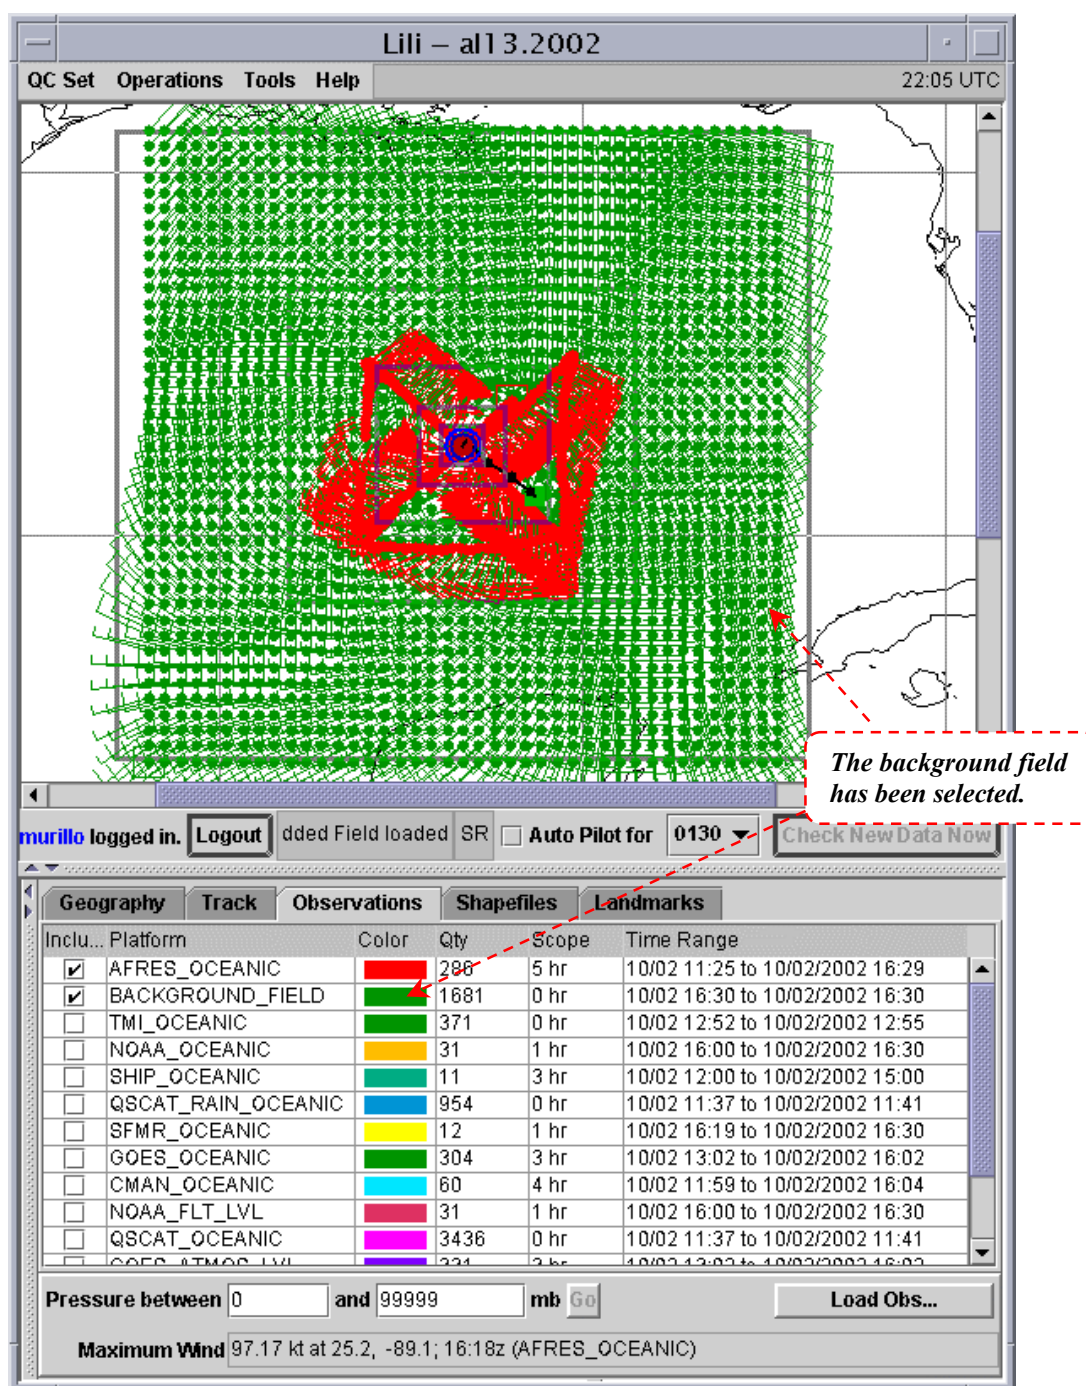 Lili – al13.2002
QC Set Operations Tools Help 22:05 UTC
The background field
has been selected.
murillo logged in. Logout dded Field loaded SR Auto Pilot for 0130 Check New Data Now
Geography Track Observations Shapefiles Landmarks
Inclu... Platform Color Qty Scope Time Range
AFRES_OCEANIC 286 5 hr 10/02 11:25 to 10/02/2002 16:29
BACKGROUND_FIELD 1681 0 hr 10/02 16:30 to 10/02/2002 16:30
TMI_OCEANIC 371 0 hr 10/02 12:52 to 10/02/2002 12:55
NOAA_OCEANIC 31 1 hr 10/02 16:00 to 10/02/2002 16:30
SHIP_OCEANIC 11 3 hr 10/02 12:00 to 10/02/2002 15:00
QSCAT_RAIN_OCEANIC 954 0 hr 10/02 11:37 to 10/02/2002 11:41
SFMR_OCEANIC 12 1 hr 10/02 16:19 to 10/02/2002 16:30
GOES_OCEANIC 304 3 hr 10/02 13:02 to 10/02/2002 16:02
CMAN_OCEANIC 60 4 hr 10/02 11:59 to 10/02/2002 16:04
NOAA_FLT_LVL 31 1 hr 10/02 16:00 to 10/02/2002 16:30
QSCAT_OCEANIC 3436 0 hr 10/02 11:37 to 10/02/2002 11:41
Pressure between 0 and 99999 mb Go Load Obs...
Maximum Wind 97.17 kt at 25.2, -89.1; 16:18z (AFRES_OCEANIC)